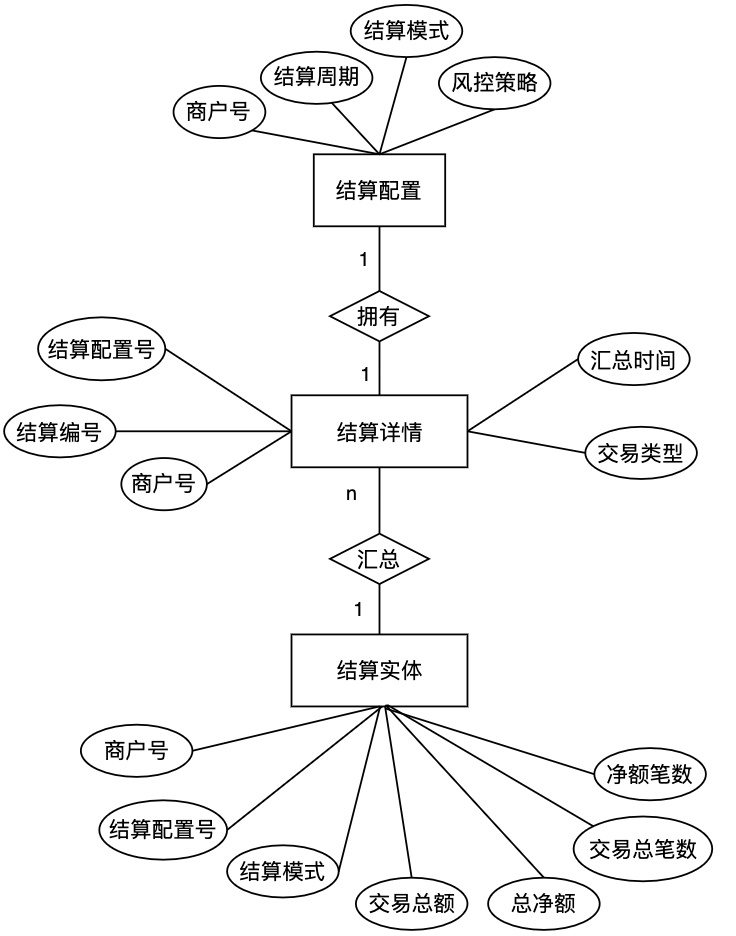 结算模式
结算周期
风控策略
商户号
结算配置
1
拥有
1
结算配置号
汇总时间
结算编号
结算详情
交易类型
商户号
n
汇总
1
结算实体
商户号
净额笔数
结算配置号
交易总笔数
结算模式
交易总额
总净额